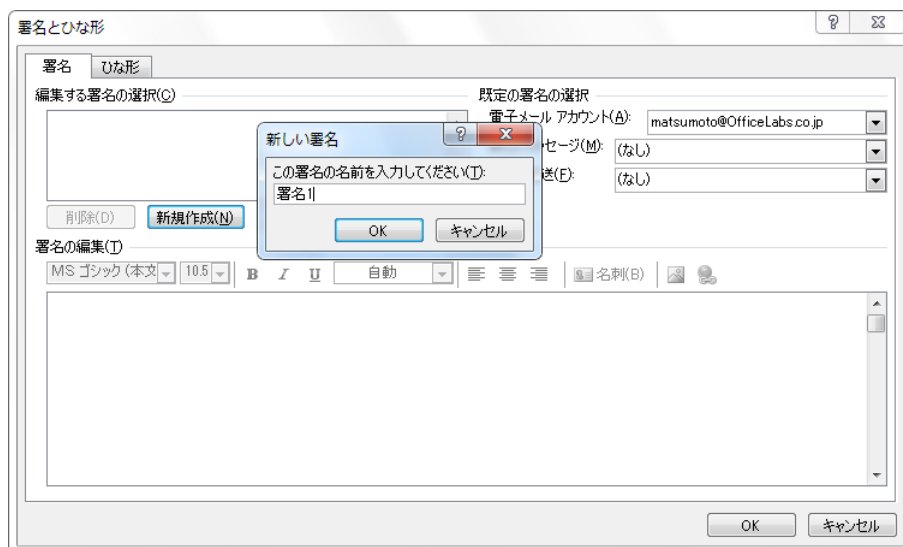 署名とひな形
署名 ひな形
編集する署名の選択(C)
既定の署名の選択
電子メール アカウント(A): matsumoto@OfficeLabs.co.jp
セージ(M): (なし)
送(F): (なし)
新しい署名
この署名の名前を入力してください(T):
署名1
OK キャンセル
削除(D) 新規作成(N)
署名の編集(T)
MS ゴシック (本文 10.5 B I U 自動 名刺(B)
OK キャンセル